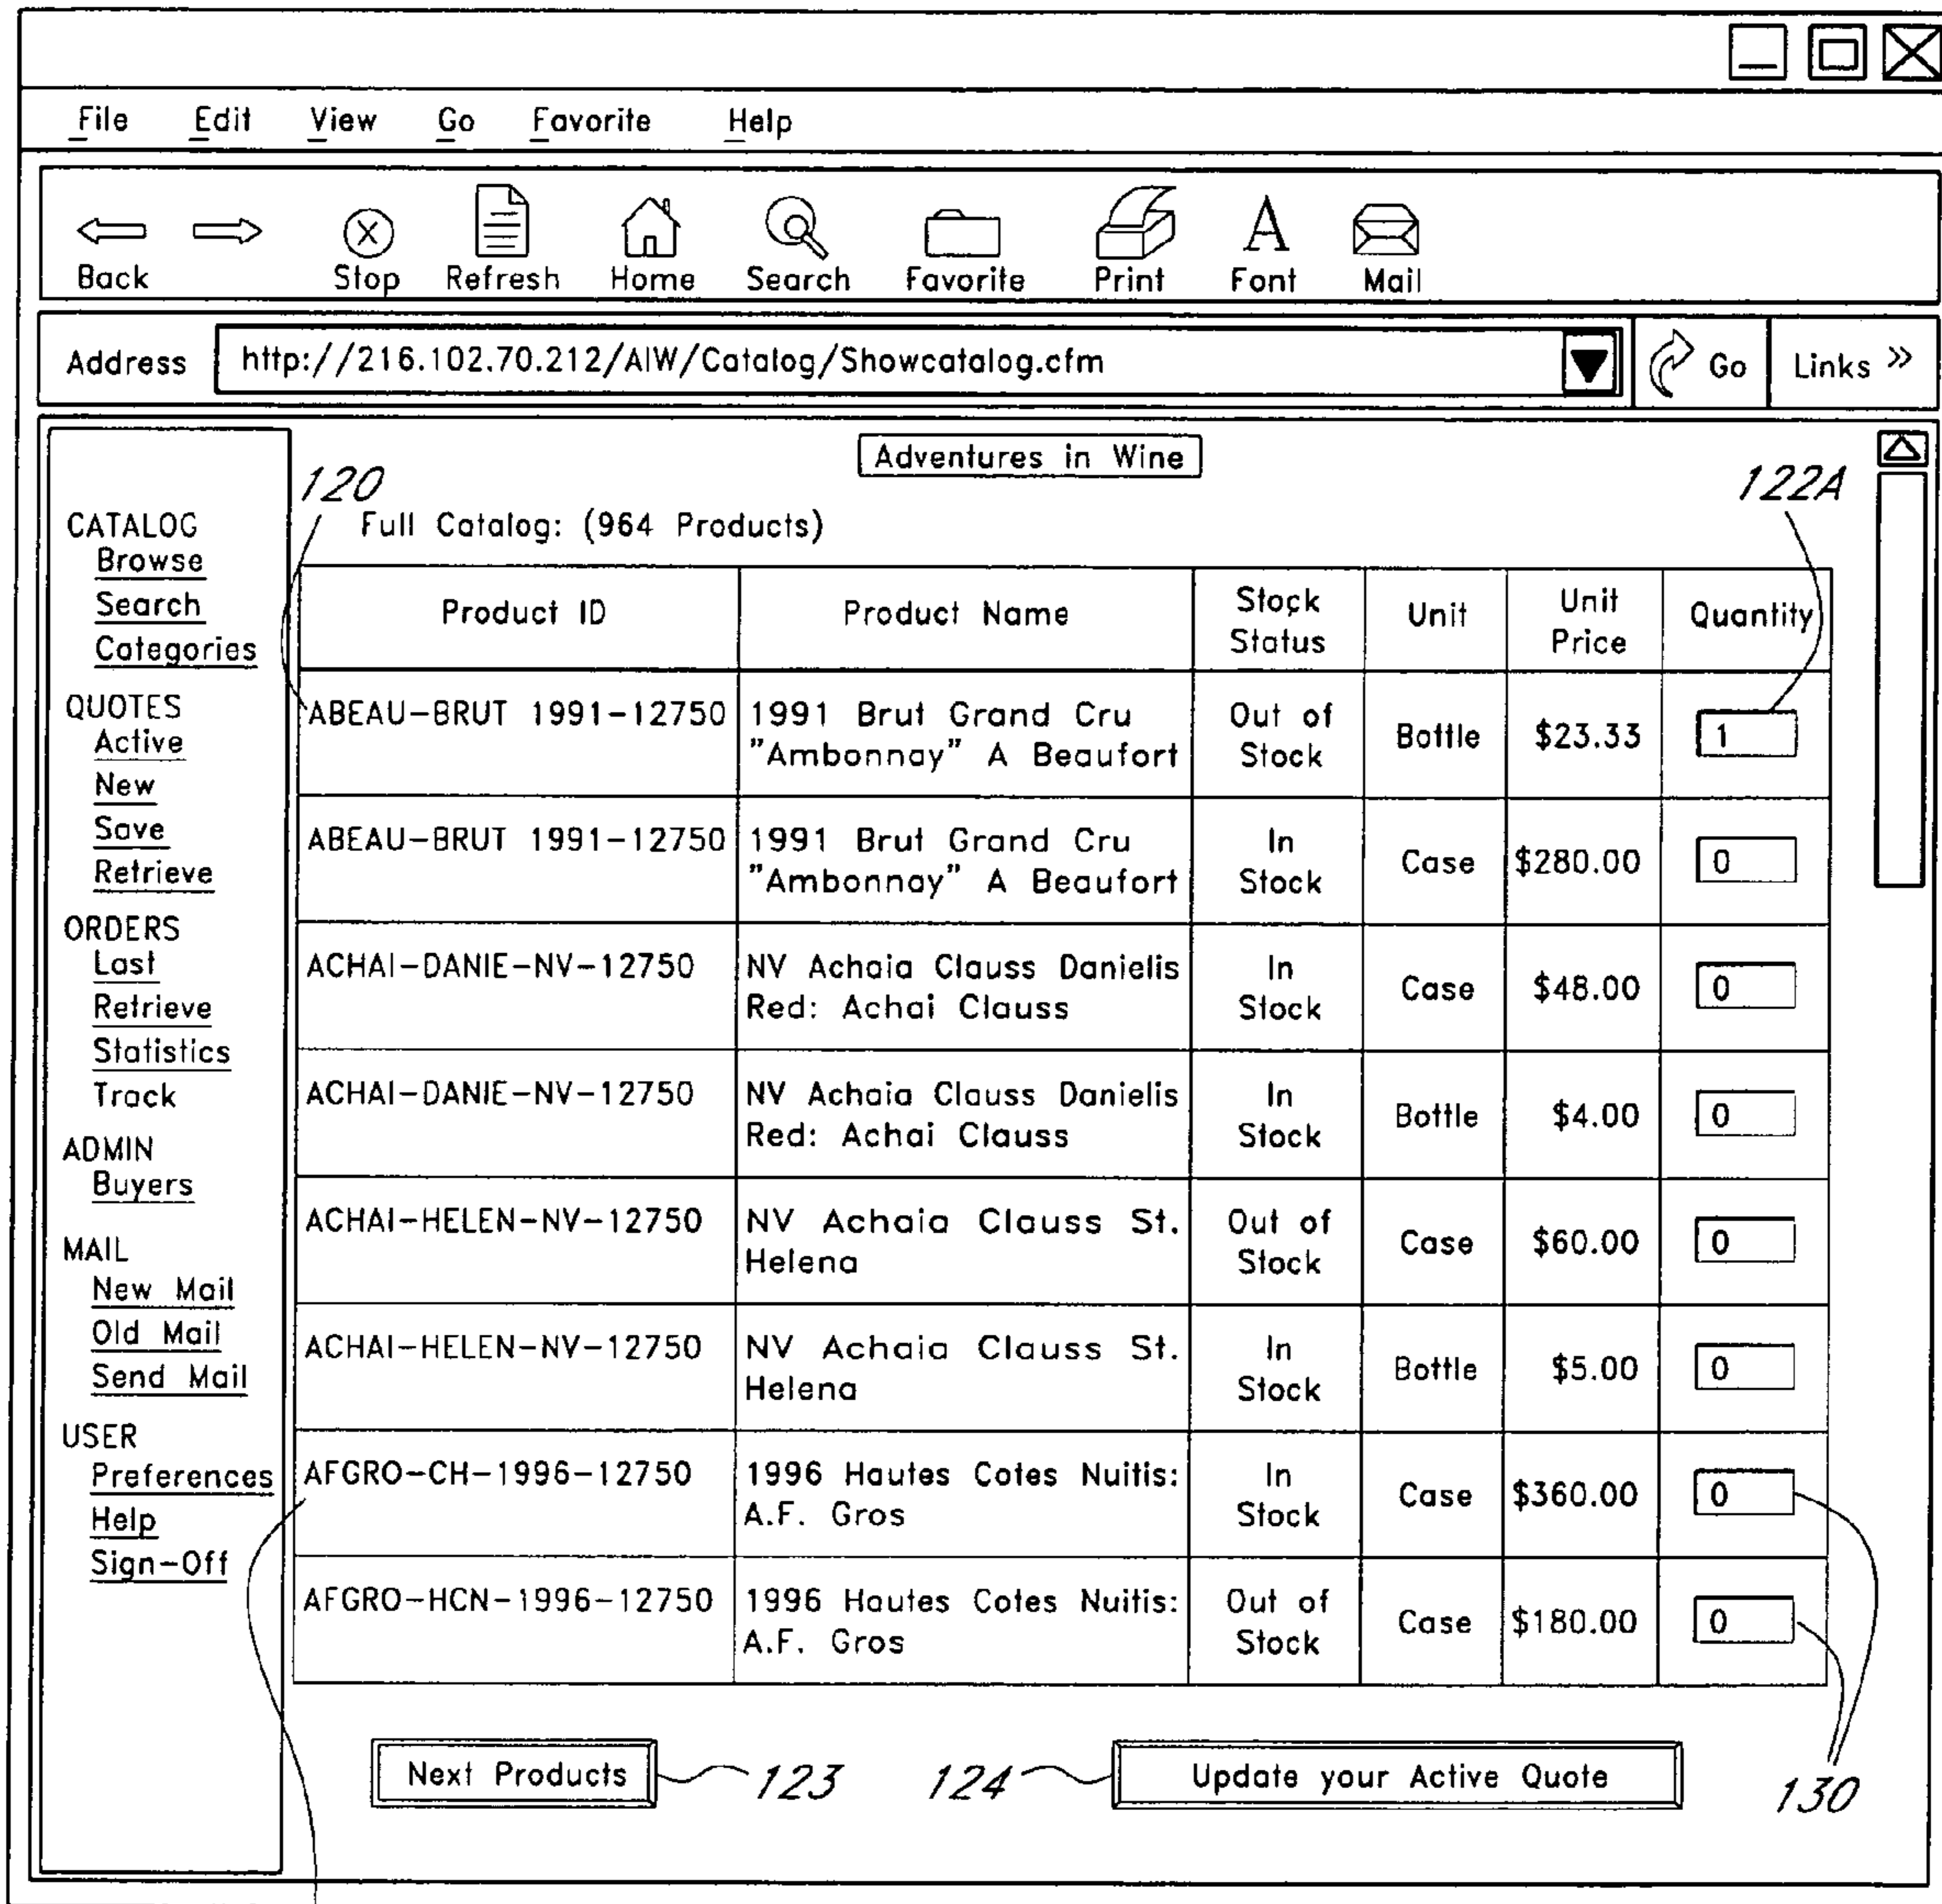 File Edit View Go Favorite Help
Back Stop Refresh Home Search Favorite Print A Font Mail
Address http://216.102.70.212/AIW/Catalog/Showcatalog.cfm Go Links »
Adventures in Wine
120
122A
Full Catalog: (964 Products)
CATALOG
Browse
Search
Categories
QUOTES
Active
New
Save
Retrieve
ORDERS
Last
Retrieve
Statistics
Track
ADMIN
Buyers
MAIL
New Mail
Old Mail
Send Mail
USER
Preferences
Help
Sign-Off
Product ID Product Name Stock Status Unit Unit Price Quantity
ABEAU-BRUT 1991-12750 1991 Brut Grand Cru Out of Bottle $23.33 1
"Ambonnay" A Beaufort Stock
ABEAU-BRUT 1991-12750 1991 Brut Grand Cru In Case $280.00 0
"Ambonnay" A Beaufort Stock
ACHAI-DANIE-NV-12750 NV Achaia Clauss Danielis In Case $48.00 0
Red: Achai Clauss Stock
ACHAI-DANIE-NV-12750 NV Achaia Clauss Danielis In Bottle $4.00 0
Red: Achai Clauss Stock
ACHAI-HELEN-NV-12750 NV Achaia Clauss St. Out of Case $60.00 0
Helena Stock
ACHAI-HELEN-NV-12750 NV Achaia Clauss St. In Bottle $5.00 0
Helena Stock
AFGRO-CH-1996-12750 1996 Hautes Cotes Nuitis: In Case $360.00 0
A.F. Gros Stock
AFGRO-HCN-1996-12750 1996 Hautes Cotes Nuitis: Out of Case $180.00 0
A.F. Gros Stock
Next Products 123 124 Update your Active Quote 130